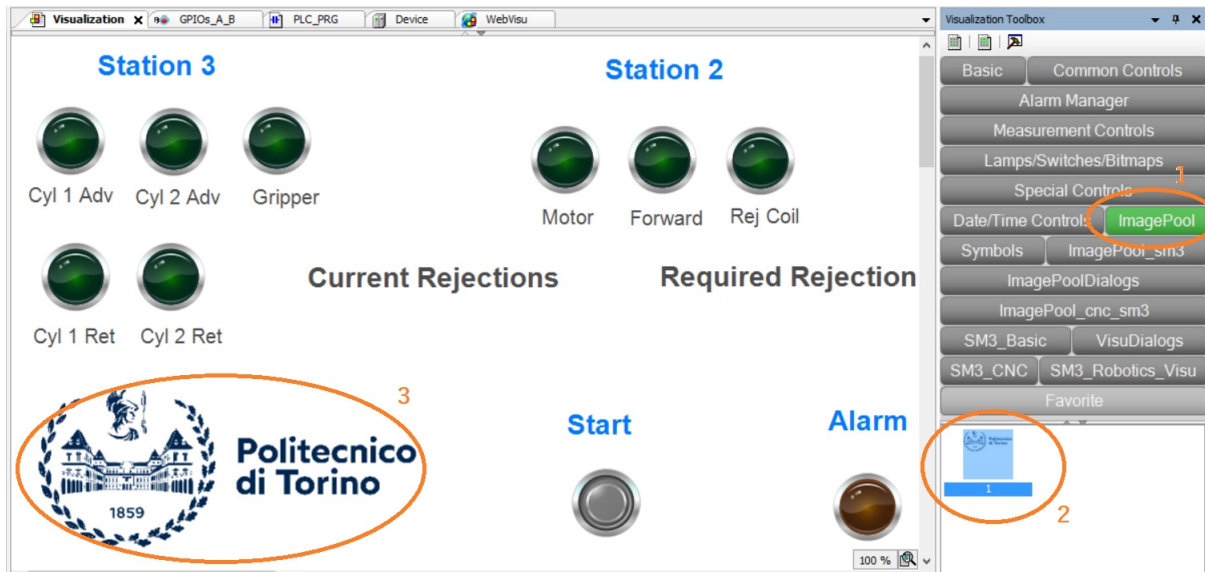 Visualization
GPIOs_A_B
PLC_PRG
Device
WebVisu
Station 3
Station 2
Cyl 1 Adv
Cyl 2 Adv
Gripper
Motor
Forward
Rej Coil
Current Rejections
Required Rejection
Cyl 1 Ret
Cyl 2 Ret
3
Politecnico
di Torino
1859
Start
Alarm
100 %
Visualization Toolbox
Basic
Common Controls
Alarm Manager
Measurement Controls
Lamps/Switches/Bitmaps
1
Special Controls
Date/Time Controls
ImagePool
Symbols
ImagePool_sm3
ImagePoolDialogs
ImagePool_cnc_sm3
SM3_Basic
VisuDialogs
SM3_CNC
SM3_Robotics_Visu
Favorite
Politecnico
di Torino
1
2